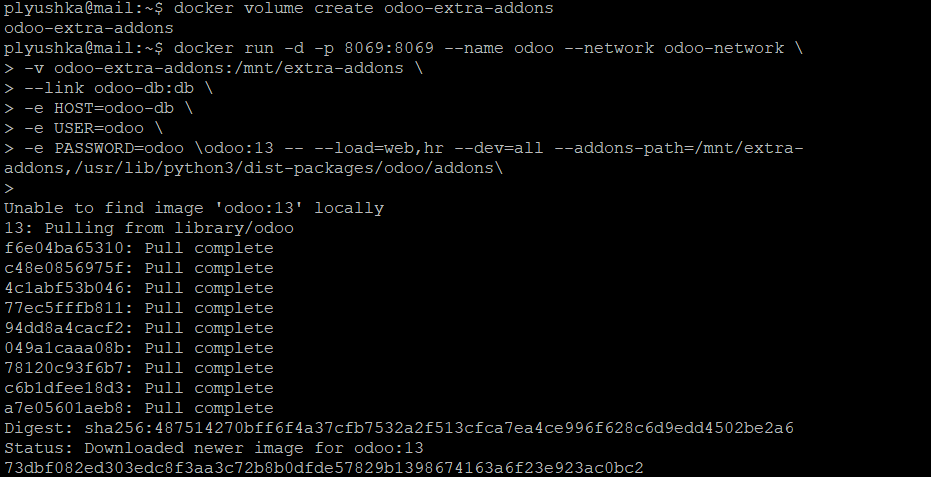 plyushka@mail:~$ docker volume create odoo-extra-addons
odoo-extra-addons
plyushka@mail:~$ docker run -d -p 8069:8069 --name odoo --network odoo-network \
> -v odoo-extra-addons:/mnt/extra-addons \
> --link odoo-db:db \
> -e HOST=odoo-db \
> -e USER=odoo \
> -e PASSWORD=odoo \odoo:13 -- --load=web,hr --dev=all --addons-path=/mnt/extra-
addons,/usr/lib/python3/dist-packages/odoo/addons\
>
Unable to find image 'odoo:13' locally
13: Pulling from library/odoo
f6e04ba65310: Pull complete
c48e0856975f: Pull complete
4c1abf53b046: Pull complete
77ec5fffb811: Pull complete
94dd8a4cacf2: Pull complete
049a1caaa08b: Pull complete
78120c93f6b7: Pull complete
c6b1dfee18d3: Pull complete
a7e05601aeb8: Pull complete
Digest: sha256:487514270bff6f4a37cfb7532a2f513cfca7ea4ce996f628c6d9edd4502be2a6
Status: Downloaded newer image for odoo:13
73dbf082ed303edc8f3aa3c72b8b0dfde57829b1398674163a6f23e923ac0bc2